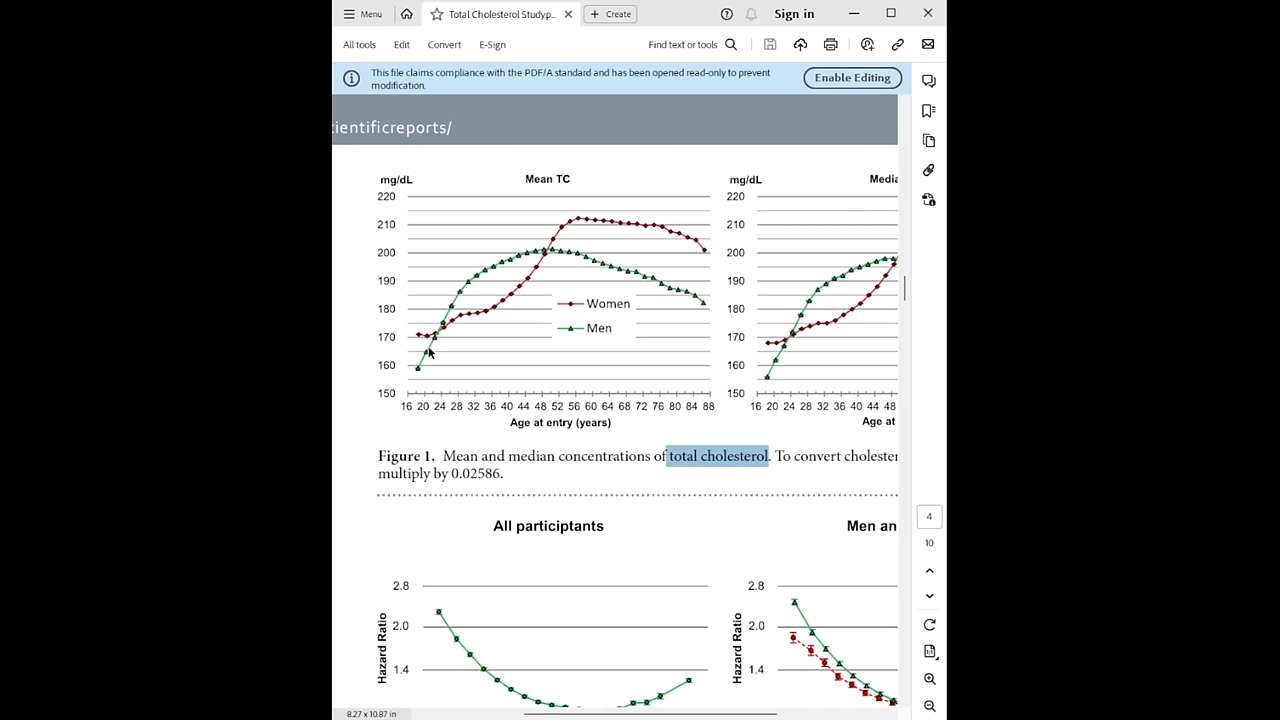 Menu
Total Cholesterol Studyp...
Create
Sign in
All tools
Edit
Convert
E-Sign
Find text or tools
This file claims compliance with the PDF/A standard and has been opened read-only to prevent
modification.
Enable Editing
cientificreports/
mg/dL
Mean TC
220
210
200
190
180
170
160
150
Women
Men
16 20 24 28 32 36 40 44 48 52 56 60 64 68 72 76 80 84 88
Age at entry (years)
mg/dL
Media
220
210
200
190
180
170
160
150
16 20 24 28 32 36 40 44 48
Age at
Figure 1. Mean and median concentrations of total cholesterol. To convert cholester
multiply by 0.02586.
All participants
2.8
2.0
1.4
Hazard Ratio
Men an
2.8
2.0
1.4
Hazard Ratio
4
10
8.27 x 10.87 in